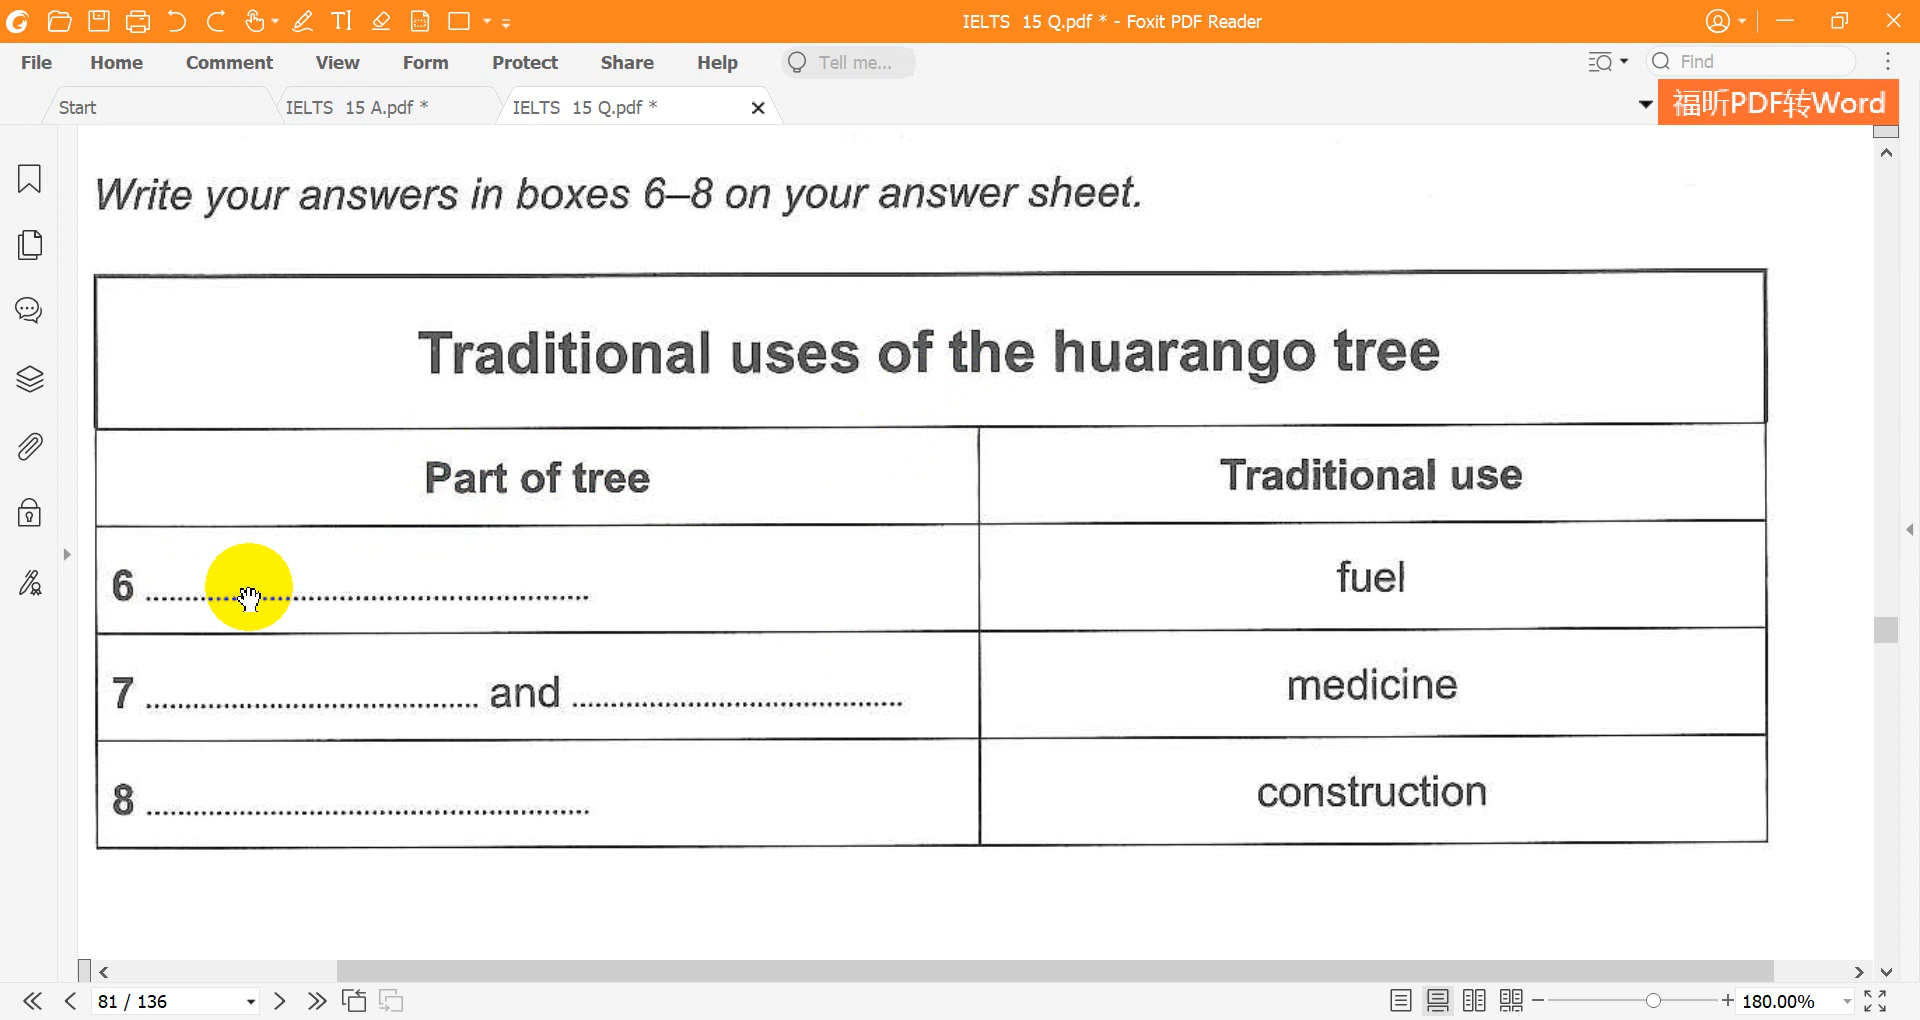 IELTS 15 Q.pdf * - Foxit PDF Reader
File Home Comment View Form Protect Share Help Tell me... Find
Start IELTS 15 A.pdf * IELTS 15 Q.pdf * 福昕PDF转Word
Write your answers in boxes 6–8 on your answer sheet.
Traditional uses of the huarango tree
Part of tree Traditional use
6 ............................................. fuel
7 .................................. and .................................. medicine
8 ............................................. construction
81 / 136 180.00%